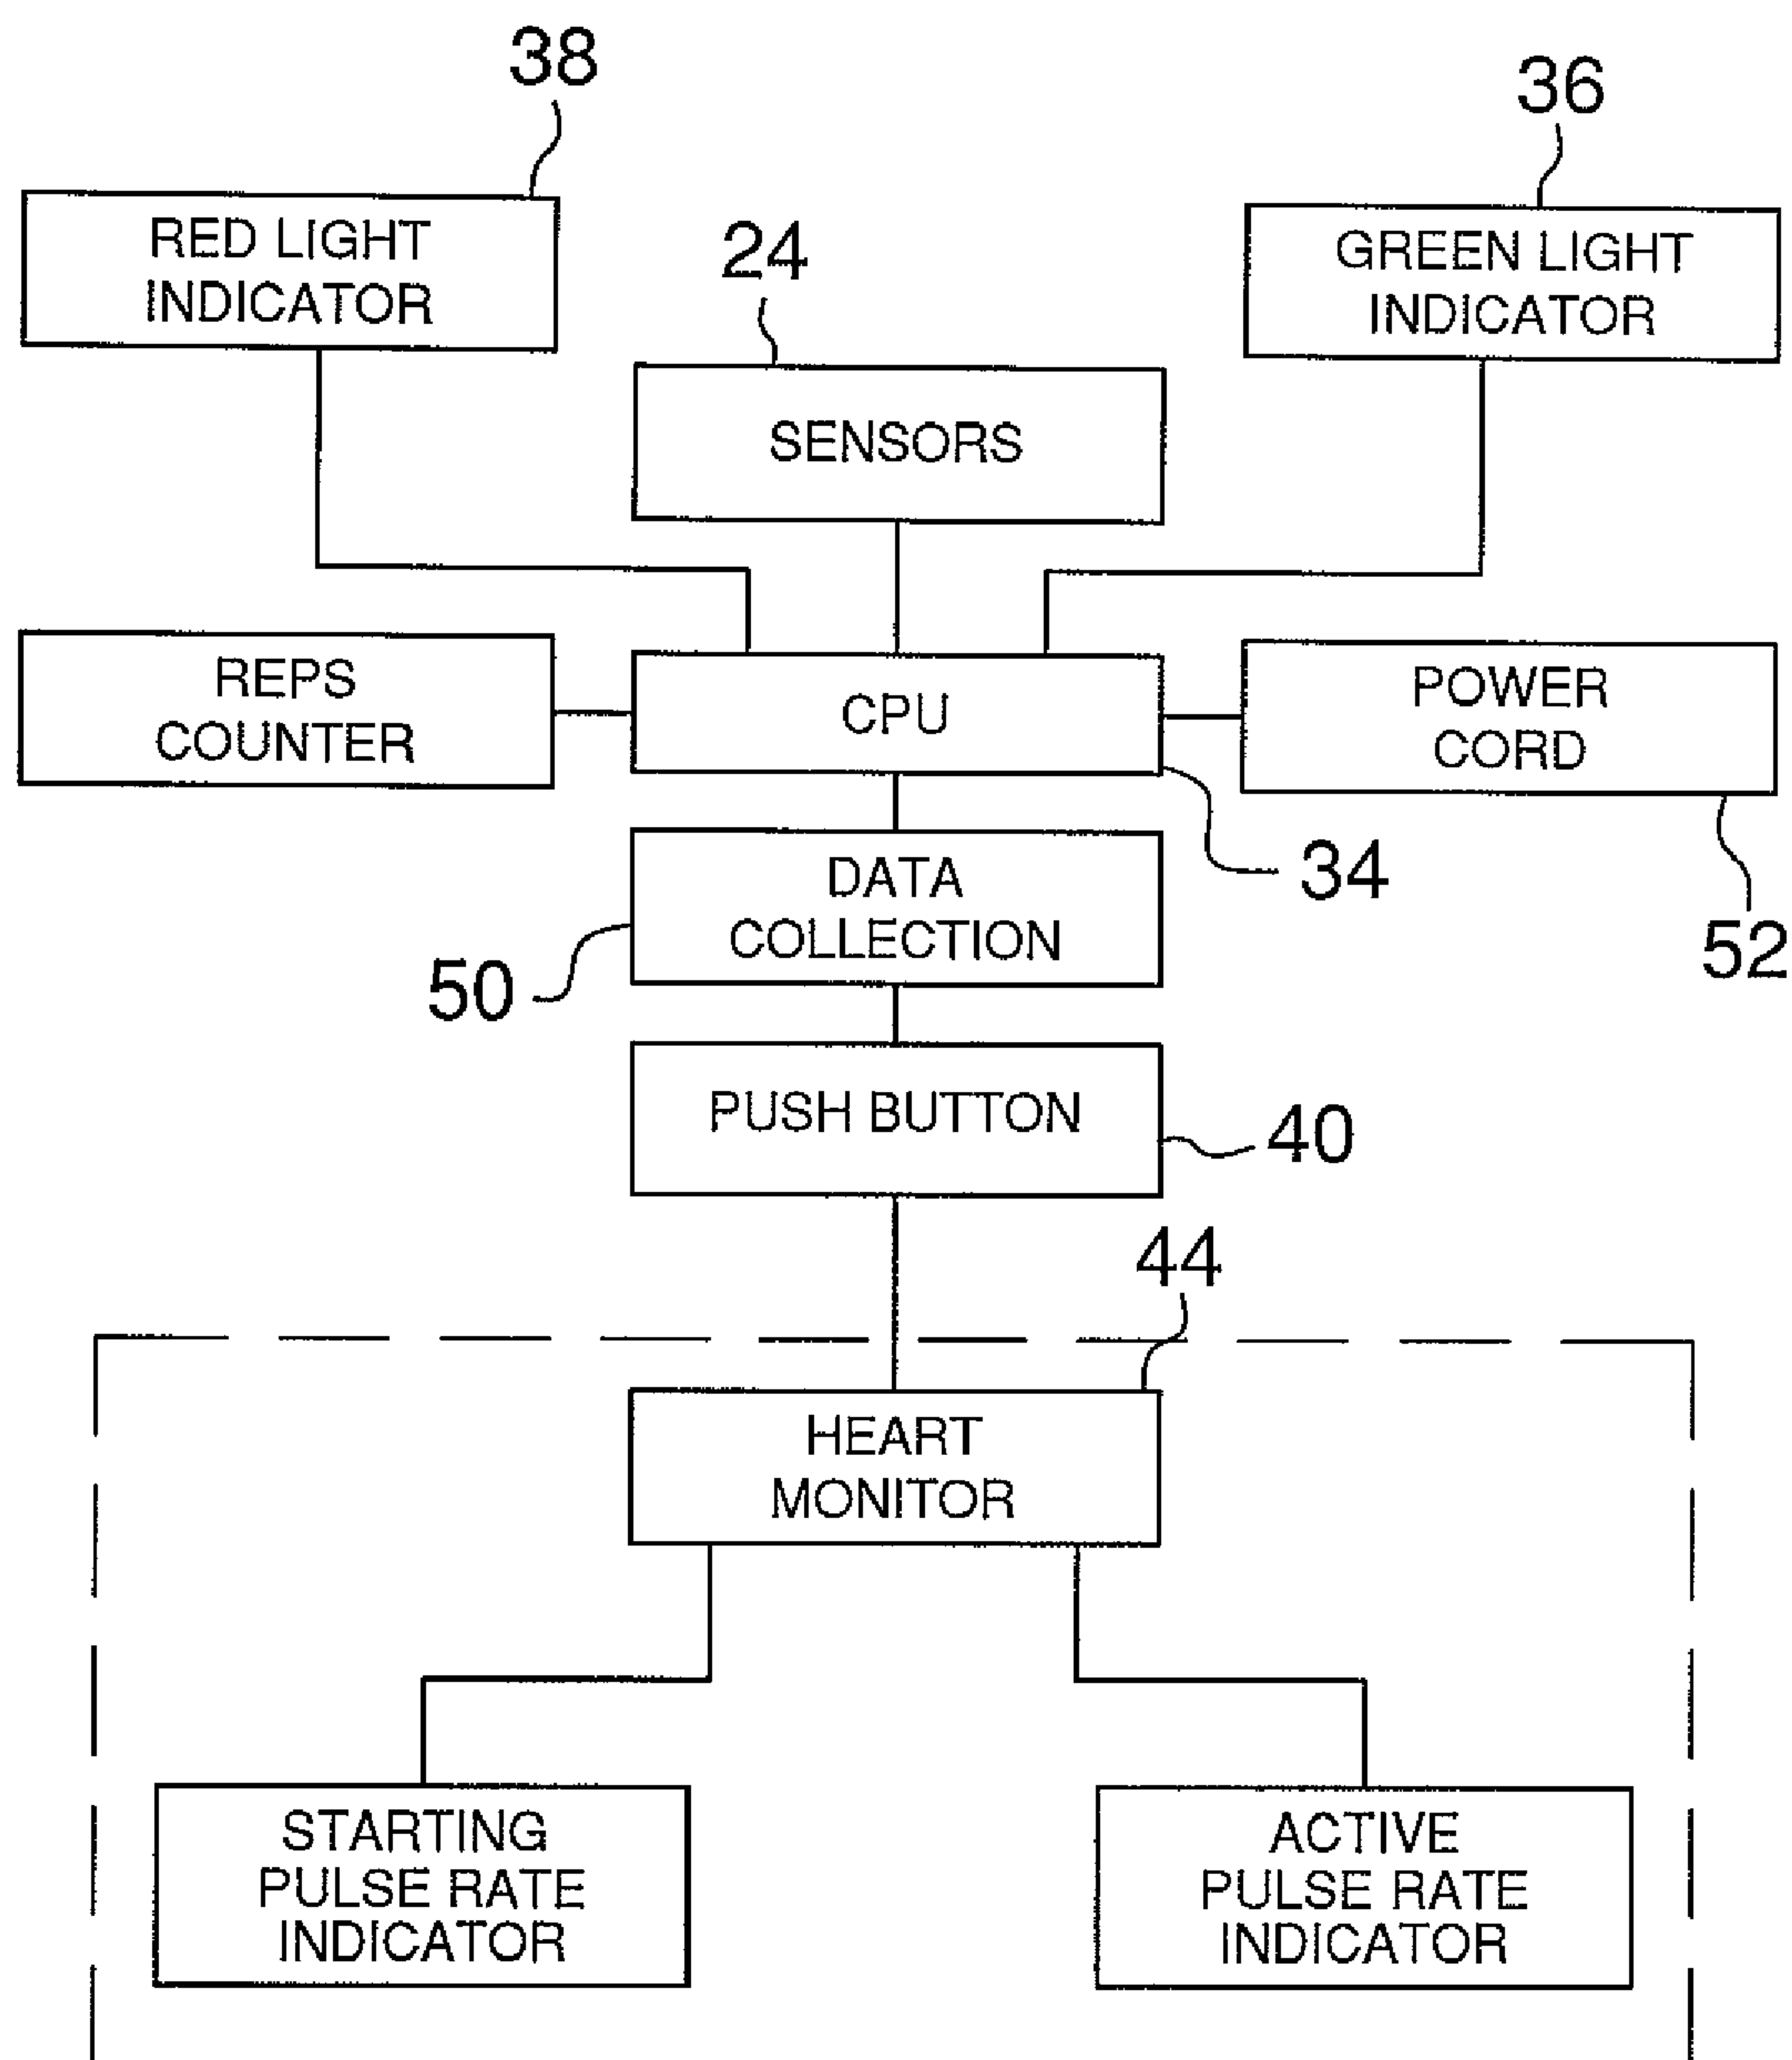 38
36
RED LIGHT
INDICATOR
24
GREEN LIGHT
INDICATOR
SENSORS
REPS
COUNTER
CPU
POWER
CORD
DATA
COLLECTION
34
50
52
PUSH BUTTON
40
44
HEART
MONITOR
STARTING
PULSE RATE
INDICATOR
ACTIVE
PULSE RATE
INDICATOR